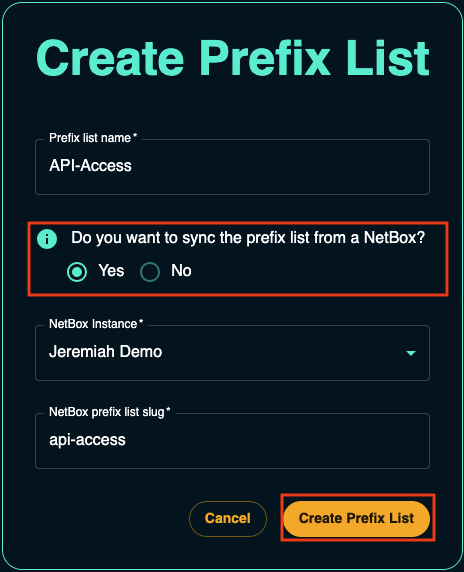 Create Prefix List
Prefix list name *
API-Access
Do you want to sync the prefix list from a NetBox?
Yes No
NetBox Instance *
Jeremiah Demo
NetBox prefix list slug *
api-access
Cancel Create Prefix List